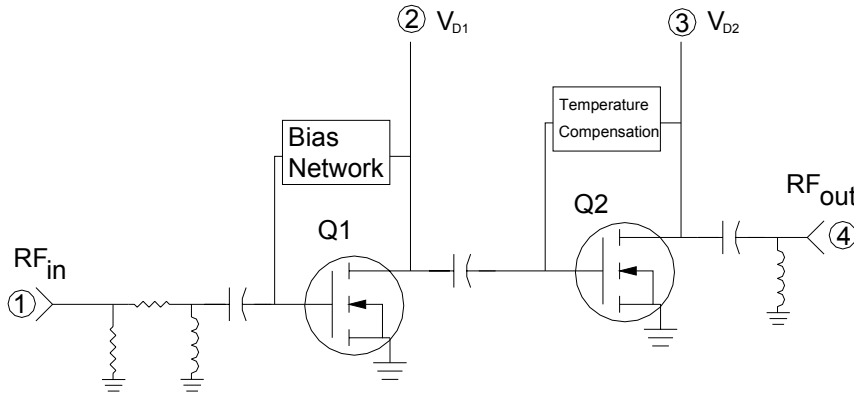 ② V_D1
③ V_D2
Bias
Network
Temperature
Compensation
Q1
Q2
RF_in
①
RF_out
④